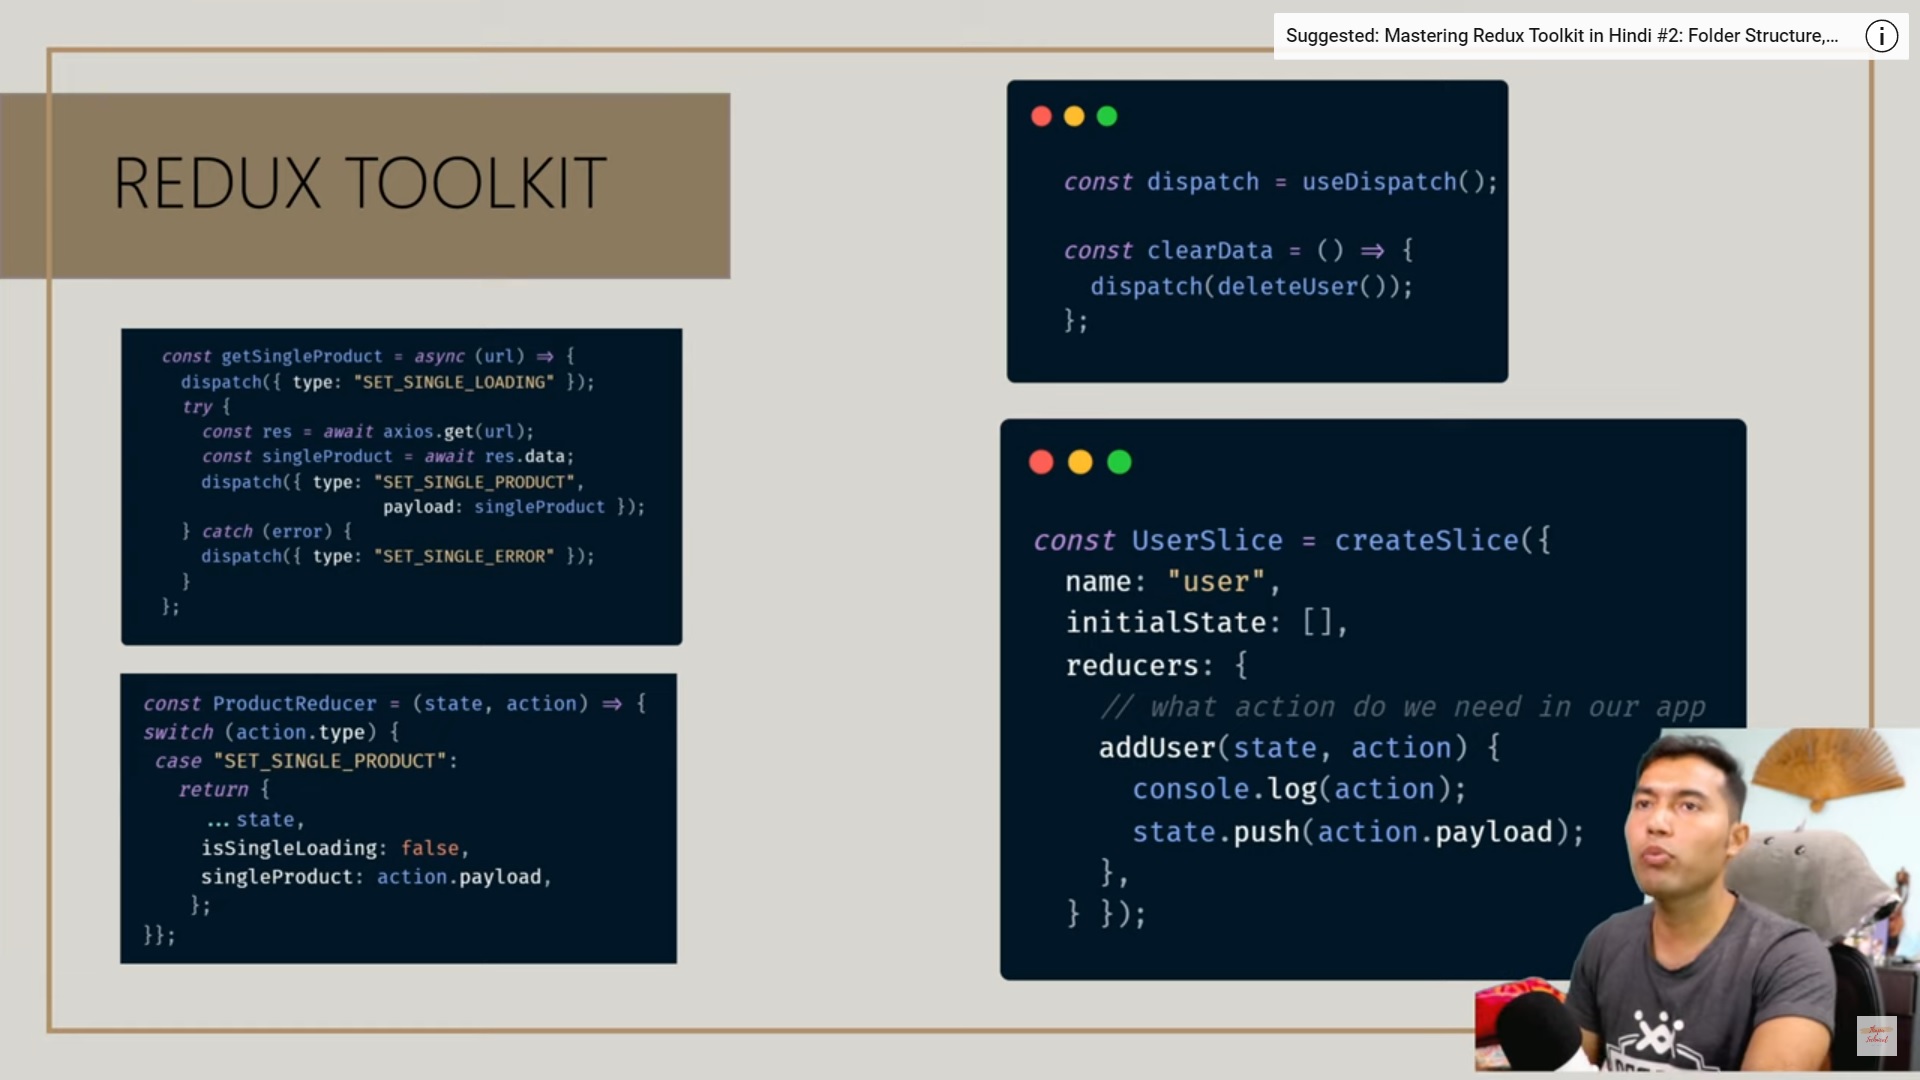 Suggested: Mastering Redux Toolkit in Hindi #2: Folder Structure,...
REDUX TOOLKIT
const getSingleProduct = async (url) ⇒ {
dispatch({ type: "SET_SINGLE_LOADING" });
try {
const res = await axios.get(url);
const singleProduct = await res.data;
dispatch({ type: "SET_SINGLE_PRODUCT",
payload: singleProduct });
} catch (error) {
dispatch({ type: "SET_SINGLE_ERROR" });
}
};
const ProductReducer = (state, action) ⇒ {
switch (action.type) {
case "SET_SINGLE_PRODUCT":
return {
...state,
isSingleLoading: false,
singleProduct: action.payload,
};
}};
const dispatch = useDispatch();
const clearData = () ⇒ {
dispatch(deleteUser());
};
const UserSlice = createSlice({
name: "user",
initialState: [],
reducers: {
// what action do we need in our app
addUser(state, action) {
console.log(action);
state.push(action.payload);
},
} });